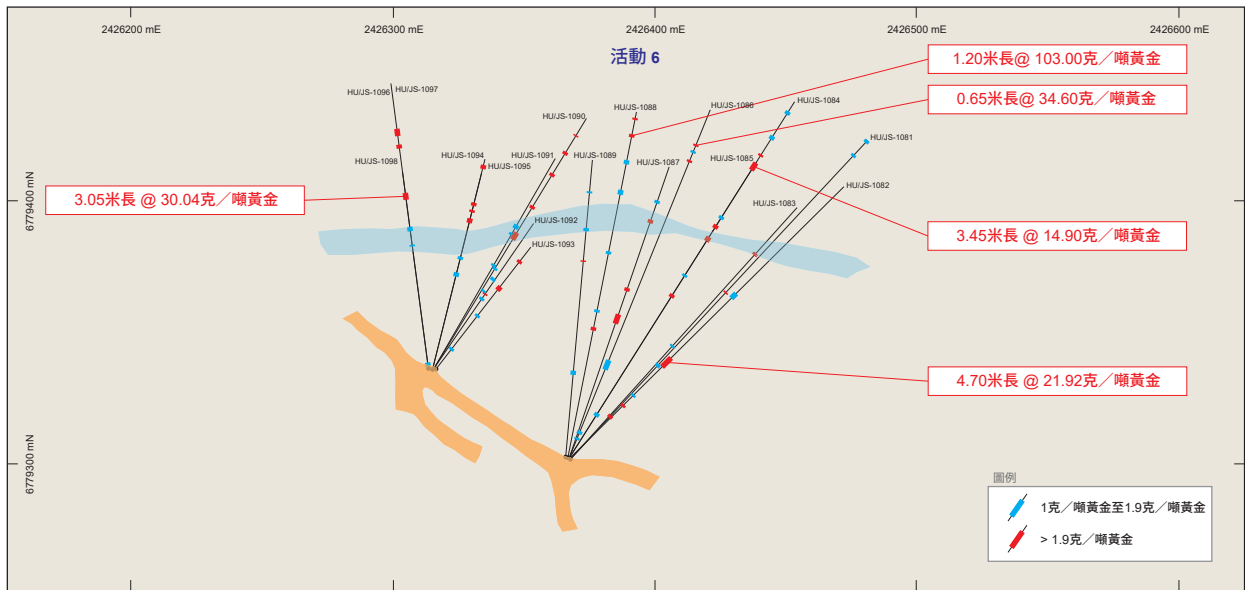 2426200 mE
2426300 mE
2426400 mE
2426500 mE
2426600 mE
活動 6
1.20米長@ 103.00克／噸黃金
0.65米長@ 34.60克／噸黃金
HU/JS-1096
HU/JS-1097
HU/JS-1088
HU/JS-1086
HU/JS-1084
HU/JS-1090
HU/JS-1081
HU/JS-1098
HU/JS-1094
HU/JS-1095
HU/JS-1091
HU/JS-1089
HU/JS-1087
HU/JS-1085
HU/JS-1082
3.05米長 @ 30.04克／噸黃金
6779400 mN
HU/JS-1083
HU/JS-1092
HU/JS-1093
3.45米長 @ 14.90克／噸黃金
4.70米長 @ 21.92克／噸黃金
6779300 mN
圖例
1克／噸黃金至1.9克／噸黃金
> 1.9克／噸黃金